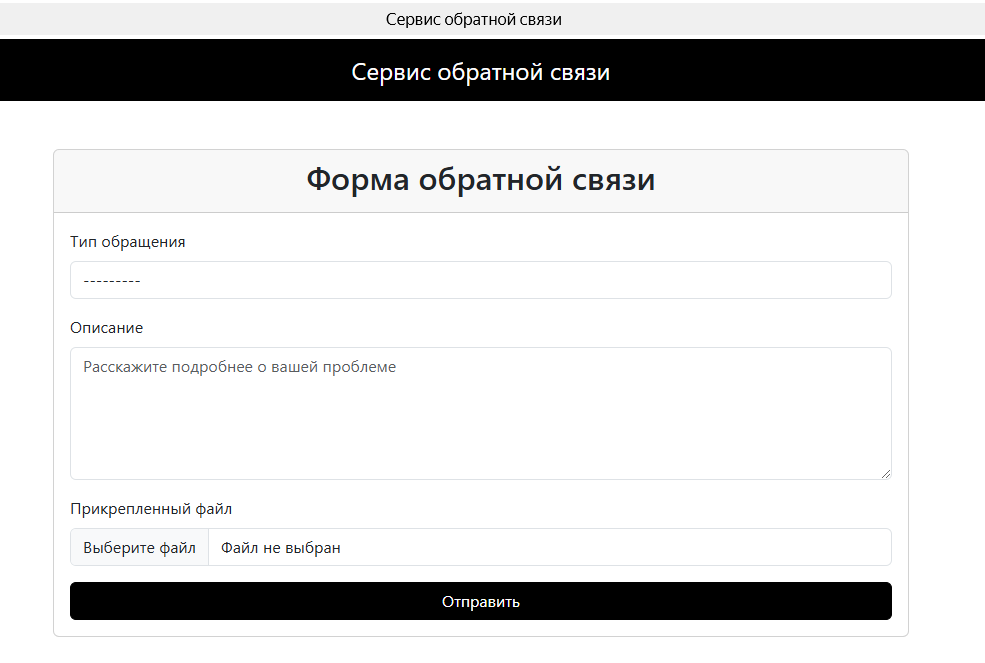 Сервис обратной связи
Сервис обратной связи
Форма обратной связи
Тип обращения
---------
Описание
Расскажите подробнее о вашей проблеме
Прикрепленный файл
Выберите файл Файл не выбран
Отправить